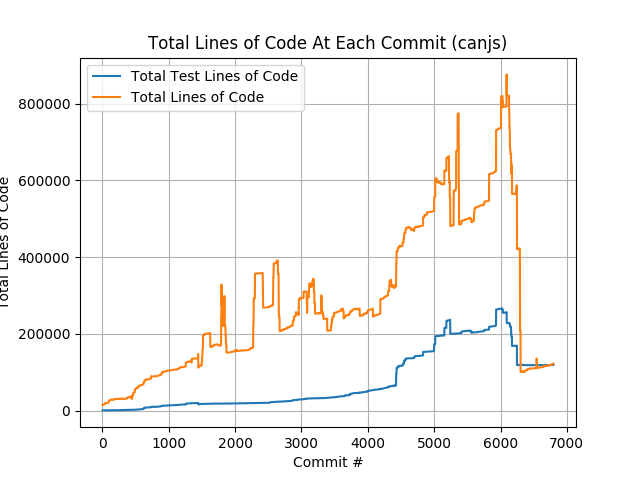 Total Lines of Code At Each Commit (canjs)
Total Test Lines of Code
Total Lines of Code
Total Lines of Code
800000
600000
400000
200000
0
0 1000 2000 3000 4000 5000 6000 7000
Commit #